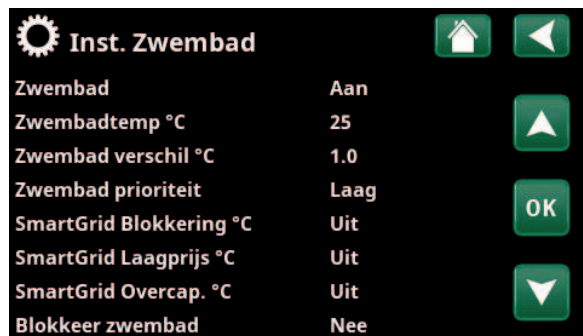 Inst. Zwembad
Zwembad Aan
Zwembadtemp °C 25
Zwembad verschil °C 1.0
Zwembad prioriteit Laag
SmartGrid Blokkering °C Uit
SmartGrid Laagprijs °C Uit
SmartGrid Overcap. °C Uit
Blokkeer zwembad Nee
OK